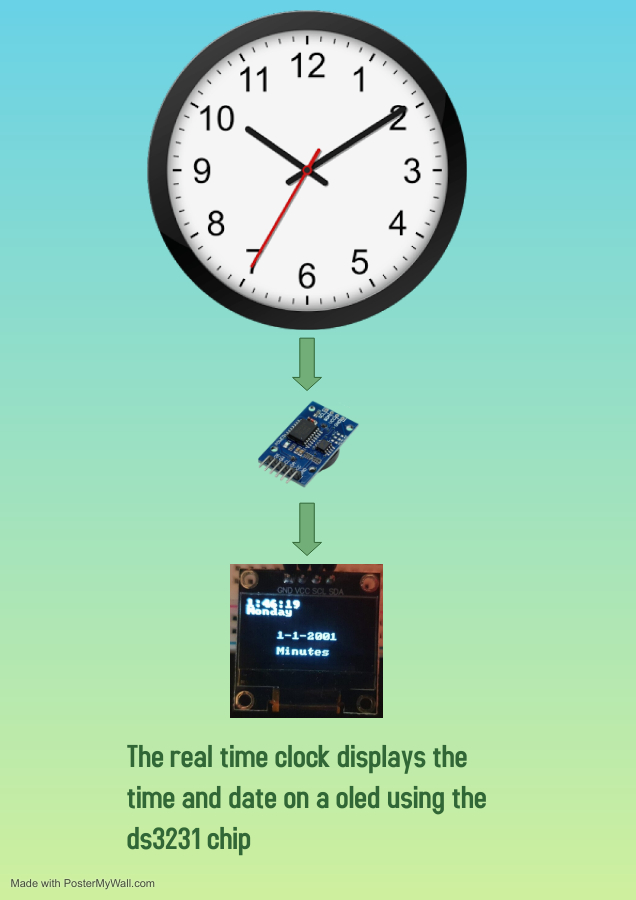 12
11 1
10 2
9 3
8 4
7 5
6
GND VCC SCL SDA
1:46:19
Monday
1-1-2001
Minutes
The real time clock displays the
time and date on a oled using the
ds3231 chip
Made with PosterMyWall.com